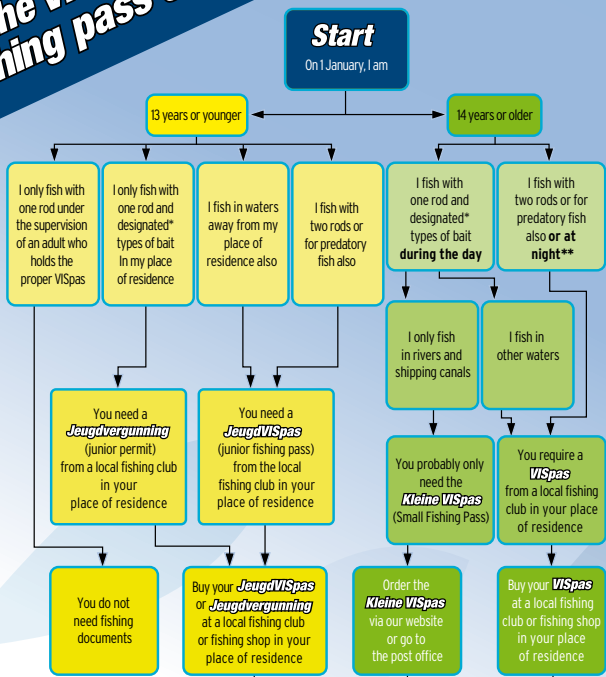 the
hing pass
Start
On 1 January, I am
13 years or younger
14 years or older
I only fish with
one rod under
the supervision
of an adult who
holds the
proper VISpas
I only fish with
one rod and
designated*
types of bait
In my place
of residence
I fish in waters
away from my
place of
residence also
I fish with
two rods or
for predatory
fish also
I fish with
one rod and
designated*
types of bait
during the day
I fish with
two rods or for
predatory fish
also or at
night**
I only fish
in rivers and
shipping canals
I fish in
other waters
You need a
Jeugdvergunning
(junior permit)
from a local fishing club
in your
place of residence
You need a
JeugdVISpas
(junior fishing pass)
from the local
fishing club in your
place of residence
You probably only
need the
Kleine VISpas
(Small Fishing Pass)
You require a
VISpas
from a local fishing
club in your place
of residence
You do not
need fishing
documents
Buy your JeugdVISpas
or Jeugdvergunning
at a local fishing club
or fishing shop in your
place of residence
Order the
Kleine VISpas
via our website
or go to
the post office
Buy your VISpas
at a local fishing
club or fishing shop
in your place
of residence